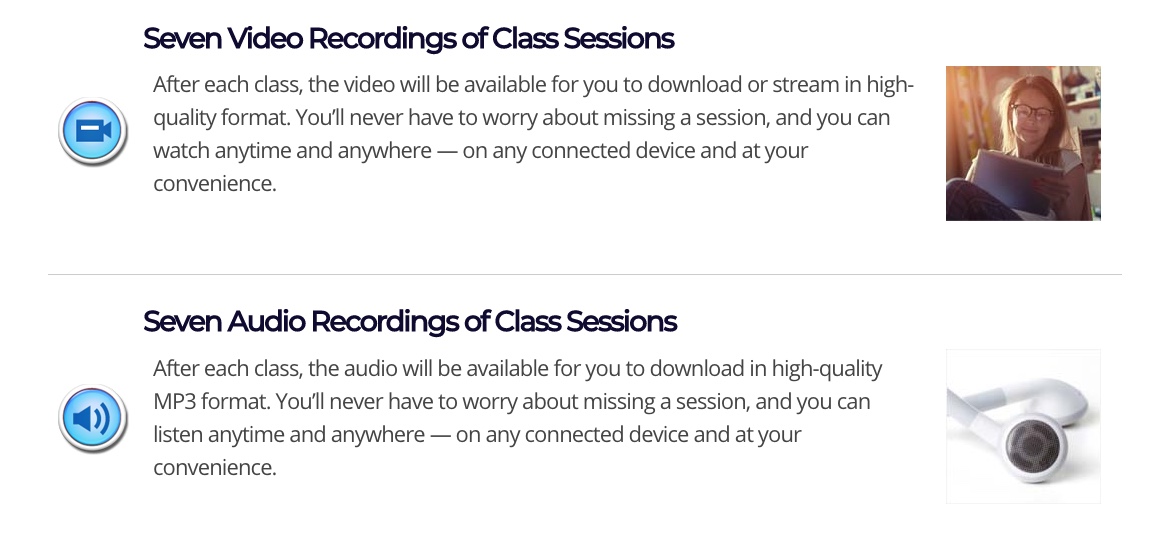 Seven Video Recordings of Class Sessions
After each class, the video will be available for you to download or stream in high-
quality format. You’ll never have to worry about missing a session, and you can
watch anytime and anywhere — on any connected device and at your
convenience.
Seven Audio Recordings of Class Sessions
After each class, the audio will be available for you to download in high-quality
MP3 format. You’ll never have to worry about missing a session, and you can
listen anytime and anywhere — on any connected device and at your
convenience.